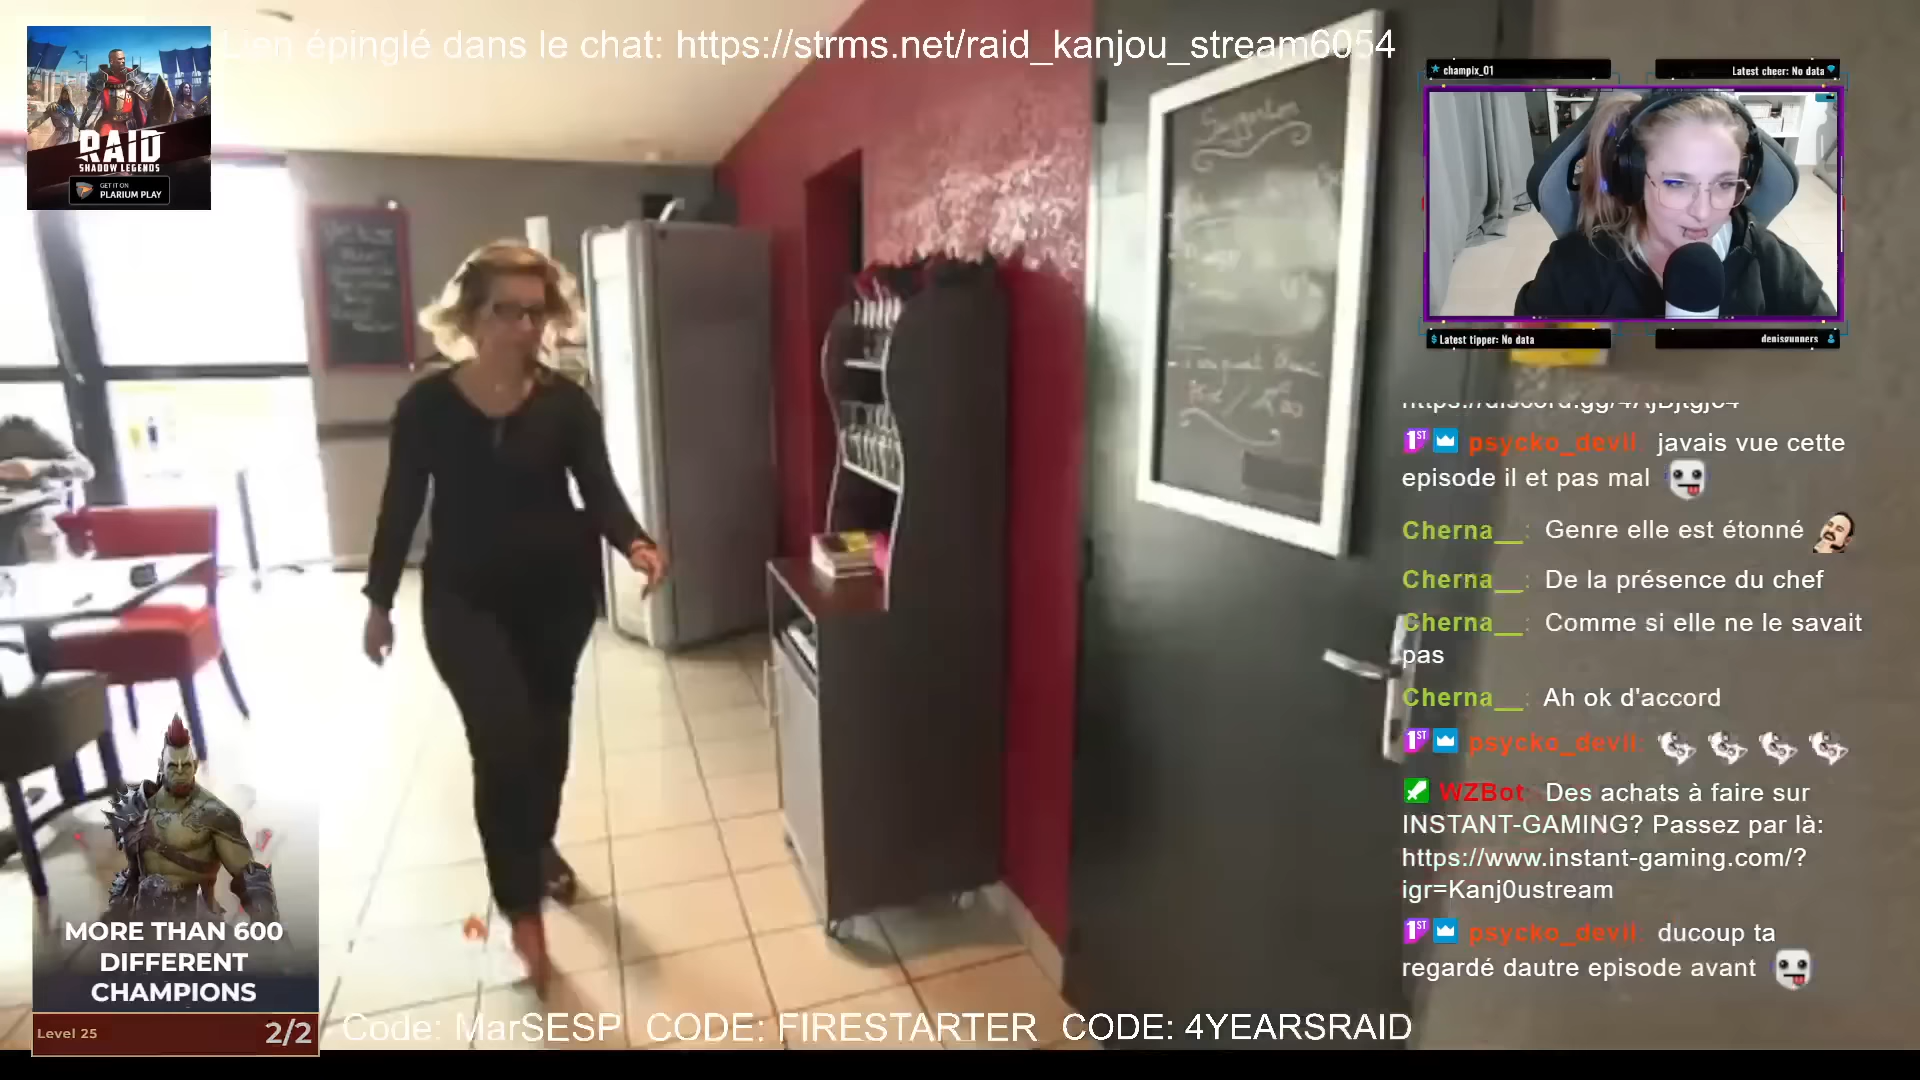 Lien épinglé dans le chat: https://strms.net/raid_kanjou_stream6054
RAID
SHADOW LEGENDS
GET IT ON
PLARIUM PLAY
champix_01
Latest cheer: No data
$ Latest tipper: No data
denisgunners
psycko_devil: javais vue cette
episode il et pas mal
Cherna__: Genre elle est étonné
Cherna__: De la présence du chef
Cherna__: Comme si elle ne le savait
pas
Cherna__: Ah ok d'accord
psycko_devil:
WZBot: Des achats à faire sur
INSTANT-GAMING? Passez par là:
https://www.instant-gaming.com/?
igr=Kanj0ustream
psycko_devil: ducoup ta
regardé dautre episode avant
MORE THAN 600
DIFFERENT
CHAMPIONS
Level 25
2/2
Code: MarSESP CODE: FIRESTARTER CODE: 4YEARSRAID